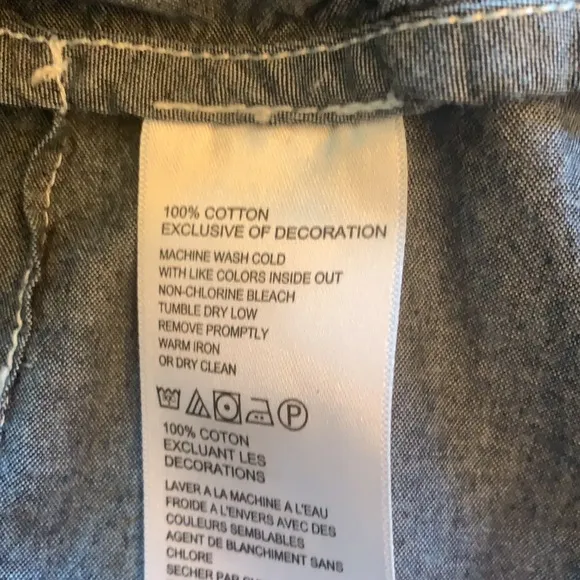 100% COTTON
EXCLUSIVE OF DECORATION
MACHINE WASH COLD
WITH LIKE COLORS INSIDE OUT
NON-CHLORINE BLEACH
TUMBLE DRY LOW
REMOVE PROMPTLY
WARM IRON
OR DRY CLEAN
P
100% COTON
EXCLUANT LES
DECORATIONS
LAVER A LA MACHINE A L'EAU
FROIDE A L'ENVERS AVEC DES
COULEURS SEMBLABLES
AGENT DE BLANCHIMENT SANS
CHLORE
SECHER PAR